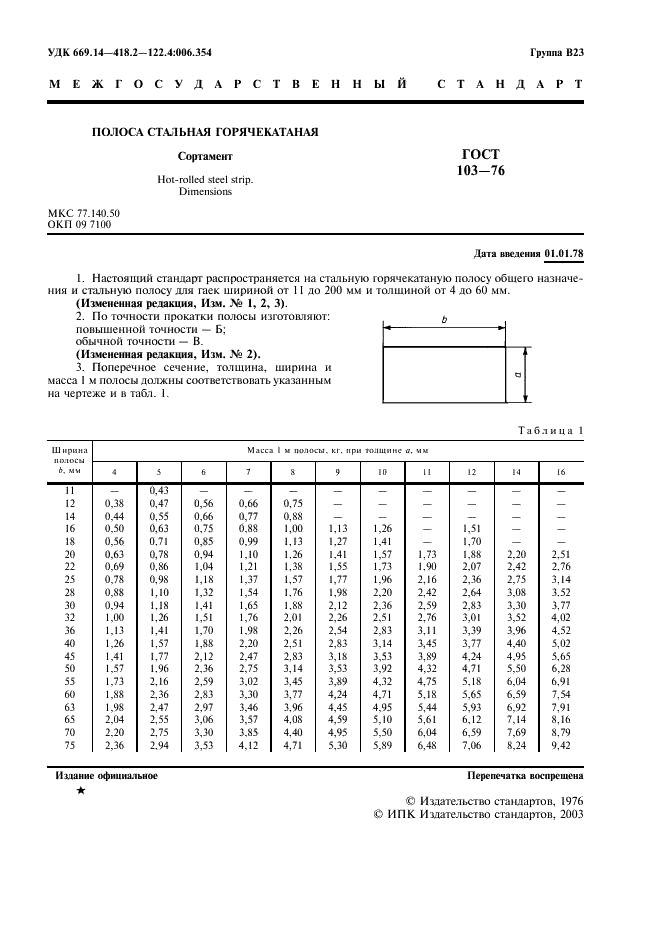 УДК 669.14—418.2—122.4:006.354 Группа В23
МЕЖГОСУДАРСТВЕННЫЙ СТАНДАРТ
ПОЛОСА СТАЛЬНАЯ ГОРЯЧЕКАТАНАЯ
Сортамент
Hot-rolled steel strip.
Dimensions
ГОСТ
103—76
МКС 77.140.50
ОКП 09 7100
Дата введения 01.01.78
1. Настоящий стандарт распространяется на стальную горячекатаную полосу общего назначе-
ния и стальную полосу для гаек шириной от 11 до 200 мм и толщиной от 4 до 60 мм.
(Измененная редакция, Изм. № 1, 2, 3).
2. По точности прокатки полосы изготовляют:
повышенной точности — Б;
обычной точности — В.
(Измененная редакция, Изм. № 2).
3. Поперечное сечение, толщина, ширина и
масса 1 м полосы должны соответствовать указанным
на чертеже и в табл. 1.
b
a
Таблица 1
Ширина полосы b, мм
Масса 1 м полосы, кг, при толщине a, мм
4 5 6 7 8 9 10 11 12 14 16
11 — 0,43 — — — — — — — — —
12 0,38 0,47 0,56 0,66 0,75 — — — — — —
14 0,44 0,55 0,66 0,77 0,88 — — — — — —
16 0,50 0,63 0,75 0,88 1,00 1,13 1,26 — 1,51 — —
18 0,56 0,71 0,85 0,99 1,13 1,27 1,41 — 1,70 — —
20 0,63 0,78 0,94 1,10 1,26 1,41 1,57 1,73 1,88 2,20 2,51
22 0,69 0,86 1,04 1,21 1,38 1,55 1,73 1,90 2,07 2,42 2,76
25 0,78 0,98 1,18 1,37 1,57 1,77 1,96 2,16 2,36 2,75 3,14
28 0,88 1,10 1,32 1,54 1,76 1,98 2,20 2,42 2,64 3,08 3,52
30 0,94 1,18 1,41 1,65 1,88 2,12 2,36 2,59 2,83 3,30 3,77
32 1,00 1,26 1,51 1,76 2,01 2,26 2,51 2,76 3,01 3,52 4,02
36 1,13 1,41 1,70 1,98 2,26 2,54 2,83 3,11 3,39 3,96 4,52
40 1,26 1,57 1,88 2,20 2,51 2,83 3,14 3,45 3,77 4,40 5,02
45 1,41 1,77 2,12 2,47 2,83 3,18 3,53 3,89 4,24 4,95 5,65
50 1,57 1,96 2,36 2,75 3,14 3,53 3,92 4,32 4,71 5,50 6,28
55 1,73 2,16 2,59 3,02 3,45 3,89 4,32 4,75 5,18 6,04 6,91
60 1,88 2,36 2,83 3,30 3,77 4,24 4,71 5,18 5,65 6,59 7,54
63 1,98 2,47 2,97 3,46 3,96 4,45 4,95 5,44 5,93 6,92 7,91
65 2,04 2,55 3,06 3,57 4,08 4,59 5,10 5,61 6,12 7,14 8,16
70 2,20 2,75 3,30 3,85 4,40 4,95 5,50 6,04 6,59 7,69 8,79
75 2,36 2,94 3,53 4,12 4,71 5,30 5,89 6,48 7,06 8,24 9,42
Издание официальное Перепечатка воспрещена
★
© Издательство стандартов, 1976
© ИПК Издательство стандартов, 2003